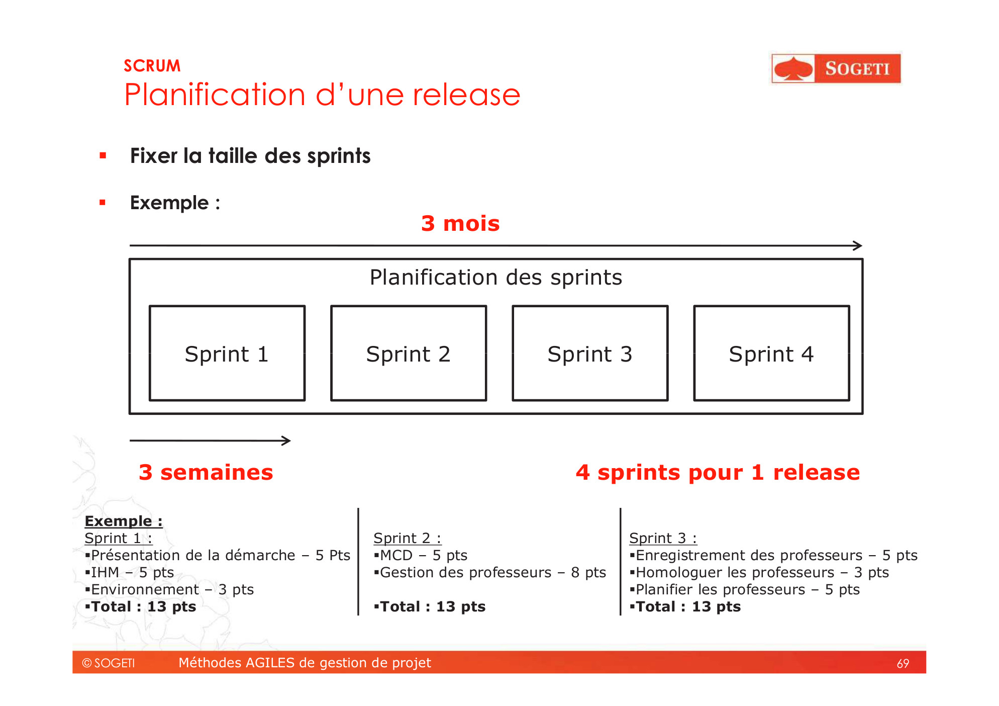 SCRUM
SOGETI
Planification d’une release
▪ Fixer la taille des sprints
▪ Exemple :
3 mois
Planification des sprints
Sprint 1
Sprint 2
Sprint 3
Sprint 4
3 semaines
4 sprints pour 1 release
Exemple :
Sprint 1 :
▪Présentation de la démarche – 5 Pts
▪IHM – 5 pts
▪Environnement – 3 pts
▪Total : 13 pts
Sprint 2 :
▪MCD – 5 pts
▪Gestion des professeurs – 8 pts
▪Total : 13 pts
Sprint 3 :
▪Enregistrement des professeurs – 5 pts
▪Homologuer les professeurs – 3 pts
▪Planifier les professeurs – 5 pts
▪Total : 13 pts
© SOGETI
Méthodes AGILES de gestion de projet
69